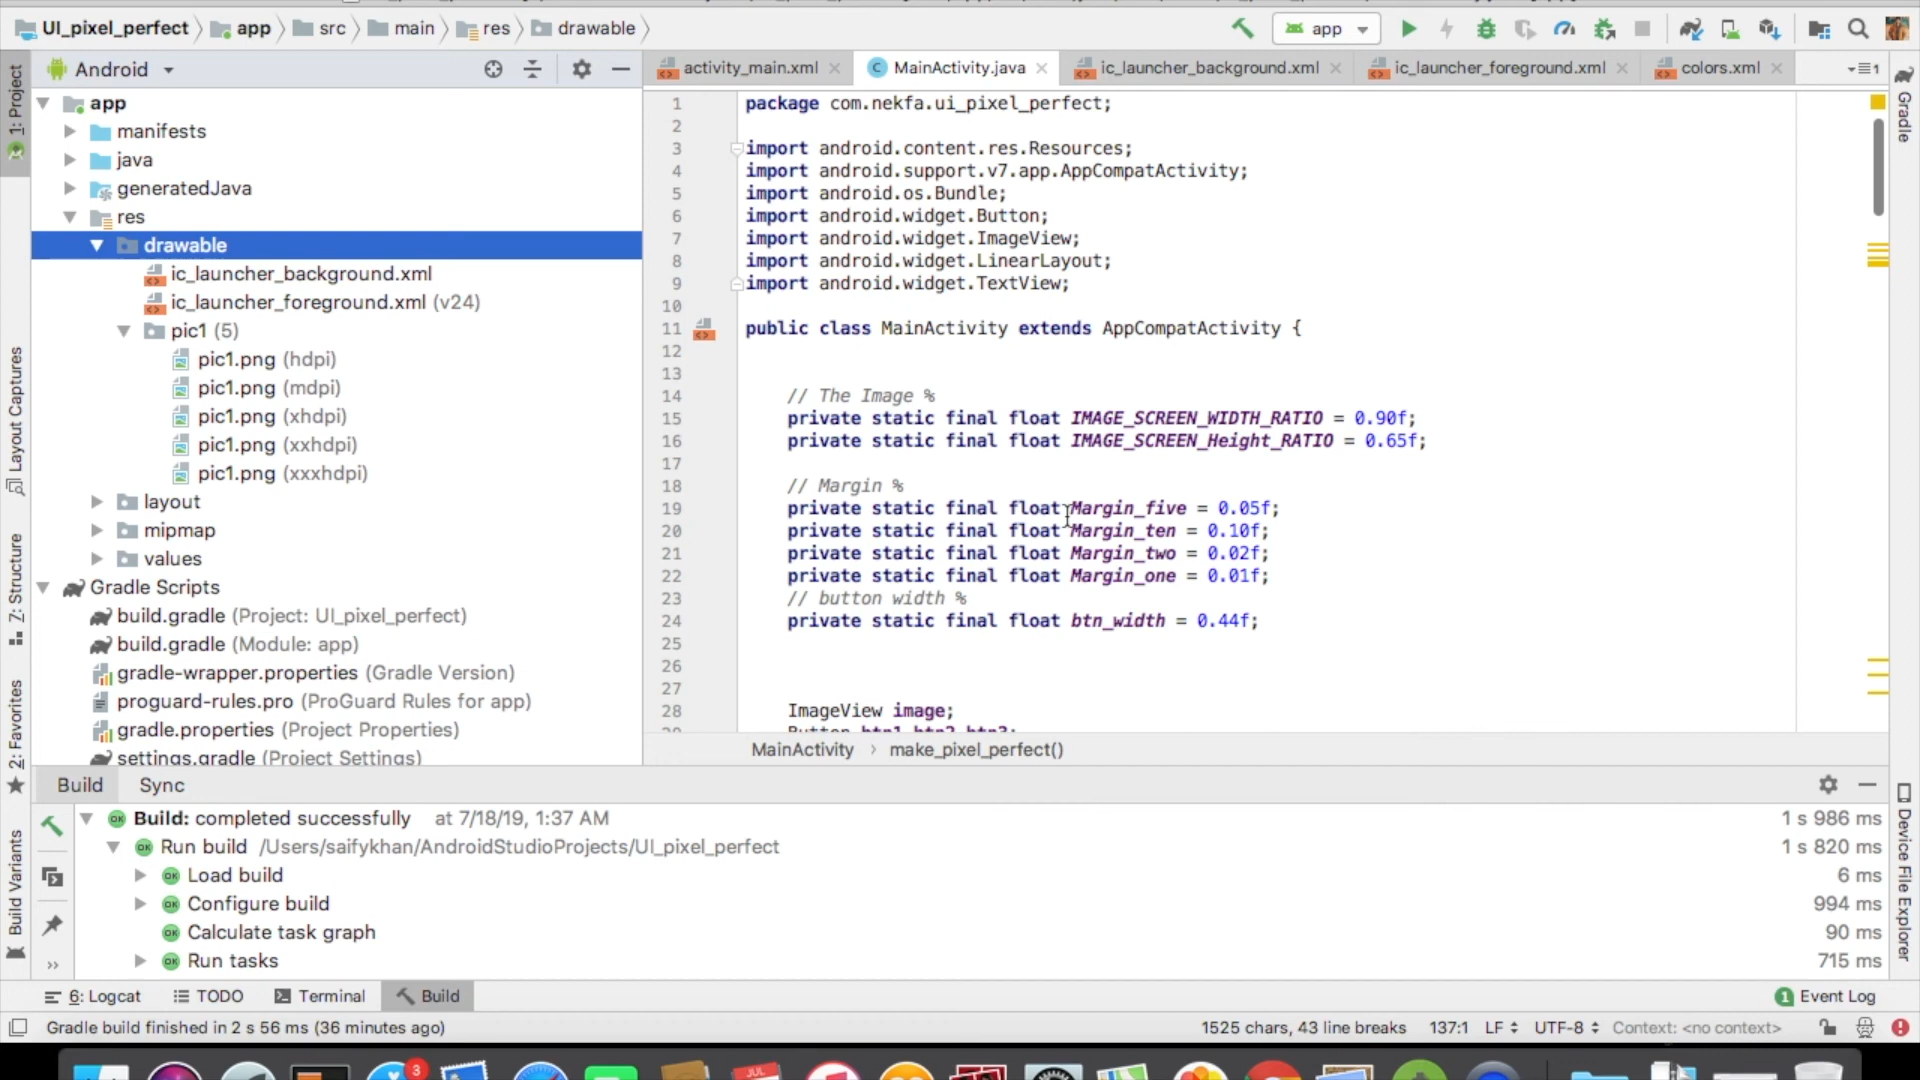 UI_pixel_perfect app src main res drawable app
Android
activity_main.xml MainActivity.java ic_launcher_background.xml ic_launcher_foreground.xml colors.xml 1
1: Project
Layout Captures
Z: Structure
2: Favorites
Build Variants
app
manifests
java
generatedJava
res
drawable
ic_launcher_background.xml
ic_launcher_foreground.xml (v24)
pic1 (5)
pic1.png (hdpi)
pic1.png (mdpi)
pic1.png (xhdpi)
pic1.png (xxhdpi)
pic1.png (xxxhdpi)
layout
mipmap
values
Gradle Scripts
build.gradle (Project: UI_pixel_perfect)
build.gradle (Module: app)
gradle-wrapper.properties (Gradle Version)
proguard-rules.pro (ProGuard Rules for app)
gradle.properties (Project Properties)
settings.gradle (Project Settings)
1 package com.nekfa.ui_pixel_perfect;
2
3 import android.content.res.Resources;
4 import android.support.v7.app.AppCompatActivity;
5 import android.os.Bundle;
6 import android.widget.Button;
7 import android.widget.ImageView;
8 import android.widget.LinearLayout;
9 import android.widget.TextView;
10
11 public class MainActivity extends AppCompatActivity {
12
13
14 // The Image %
15 private static final float IMAGE_SCREEN_WIDTH_RATIO = 0.90f;
16 private static final float IMAGE_SCREEN_Height_RATIO = 0.65f;
17
18 // Margin %
19 private static final float Margin_five = 0.05f;
20 private static final float Margin_ten = 0.10f;
21 private static final float Margin_two = 0.02f;
22 private static final float Margin_one = 0.01f;
23 // button width %
24 private static final float btn_width = 0.44f;
25
26
27
28 ImageView image;
29 Button btn1,btn2,btn3;
MainActivity make_pixel_perfect()
Gradle
Device File Explorer
Build Sync
OK Build: completed successfully at 7/18/19, 1:37 AM 1 s 986 ms
OK Run build /Users/saifykhan/AndroidStudioProjects/UI_pixel_perfect 1 s 820 ms
OK Load build 6 ms
OK Configure build 994 ms
OK Calculate task graph 90 ms
OK Run tasks 715 ms
6: Logcat TODO Terminal Build 1 Event Log
Gradle build finished in 2 s 56 ms (36 minutes ago) 1525 chars, 43 line breaks 137:1 LF UTF-8 Context: <no context>
3
JUL